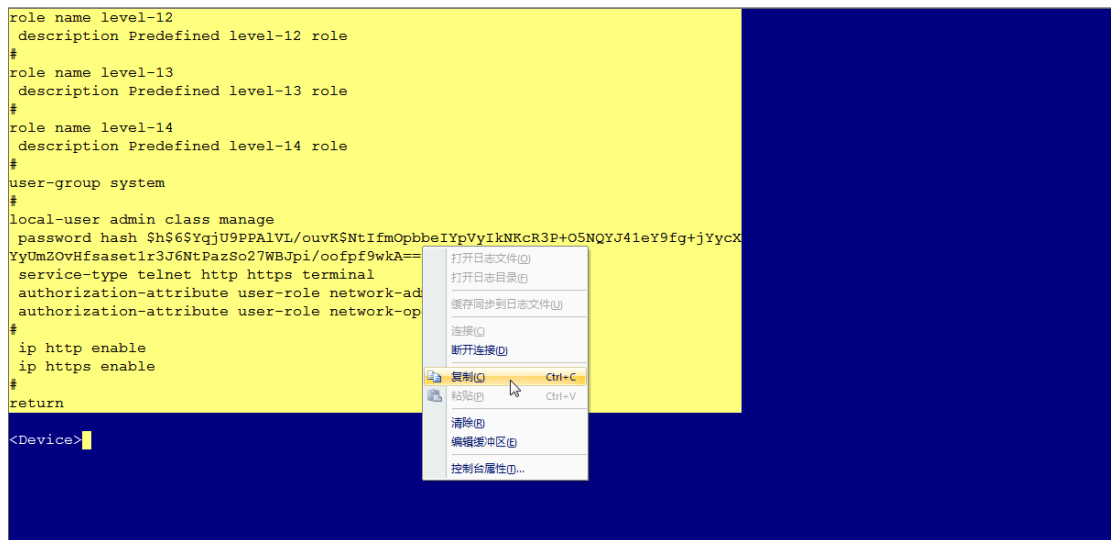 role name level-12
 description Predefined level-12 role
#
role name level-13
 description Predefined level-13 role
#
role name level-14
 description Predefined level-14 role
#
user-group system
#
local-user admin class manage
 password hash $h$6$YqjU9PPAlVL/ouvK$NtIfmOpbbeIYpVyIkNKcR3P+O5NQYJ41eY9fg+jYycX
YyUmZOvHfsaset1r3J6NtPazSo27WBJpi/oofpf9wkA==
 service-type telnet http https terminal
 authorization-attribute user-role network-ad
 authorization-attribute user-role network-op
#
 ip http enable
 ip https enable
#
return
<Device>
打开日志文件(O)
打开日志目录(F)
缓存同步到日志文件(U)
连接(C)
断开连接(D)
复制(C) Ctrl+C
粘贴(P) Ctrl+V
清除(R)
编辑缓冲区(E)
控制台属性(T)...